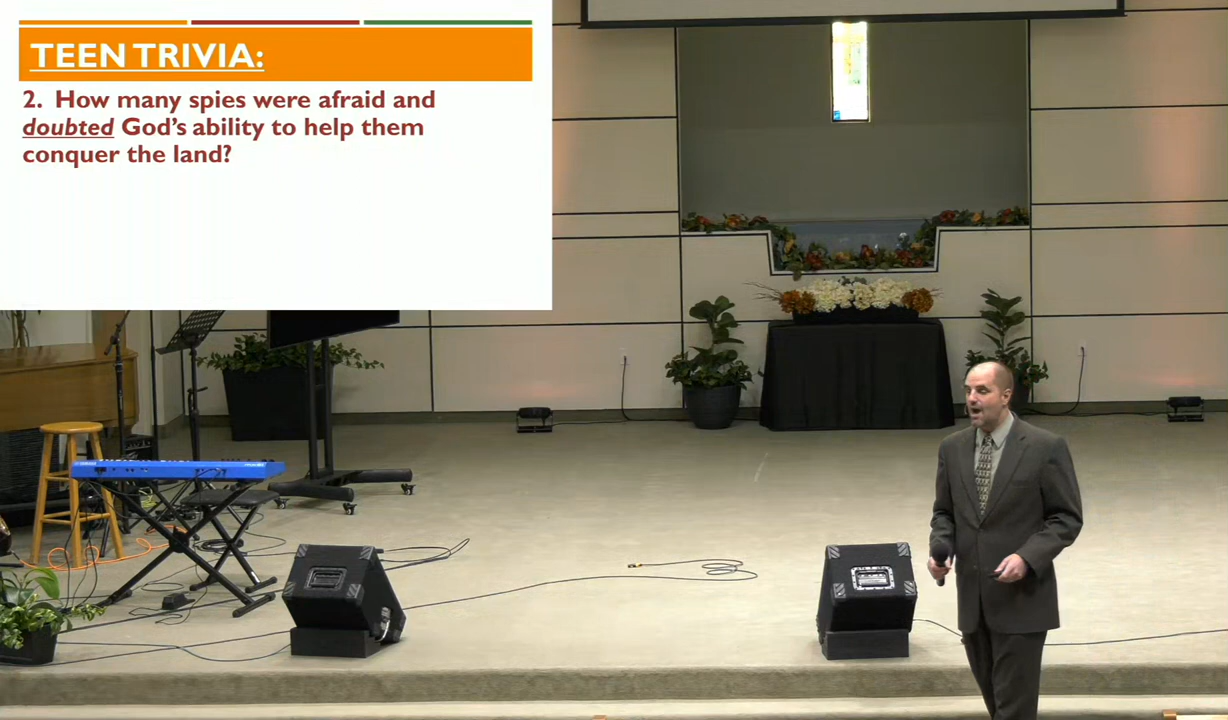 TEEN TRIVIA:
2. How many spies were afraid and
doubted God's ability to help them
conquer the land?